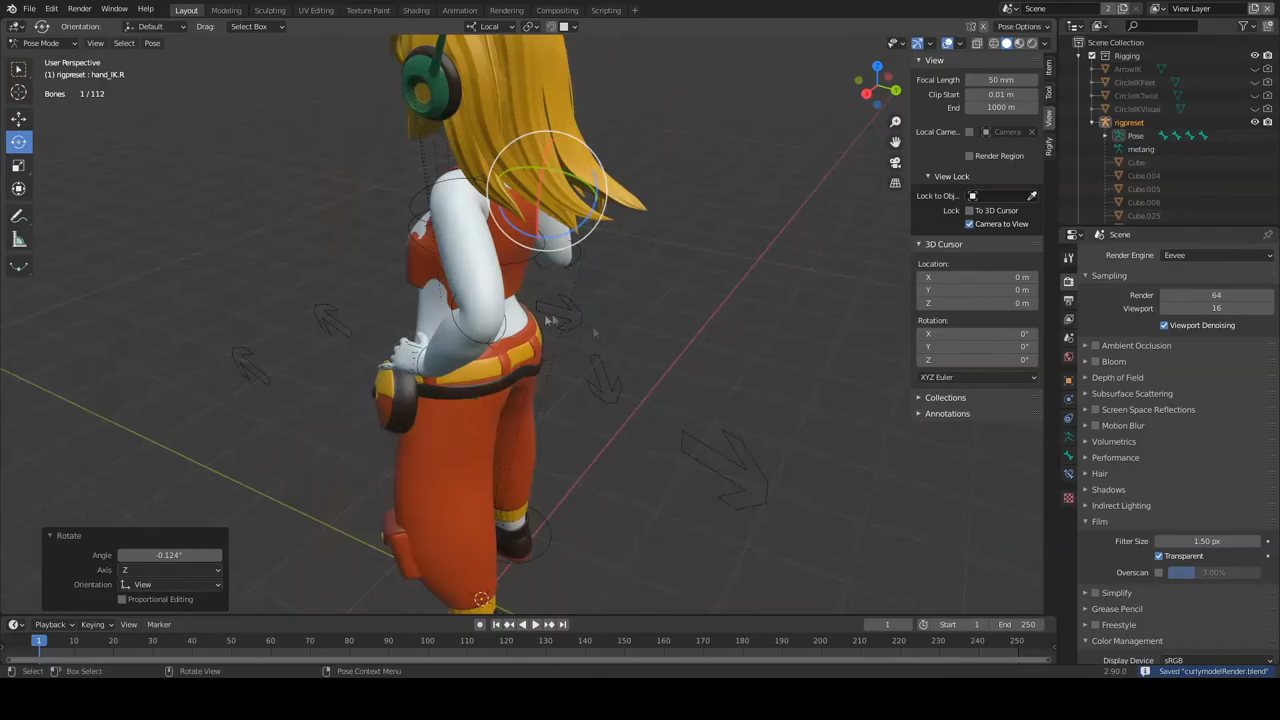 File Edit Render Window Help Layout Modeling Sculpting UV Editing Texture Paint Shading Animation Rendering Compositing Scripting Scene 2 View Layer
Orientation: Default Drag: Select Box Local Pose Options
Pose Mode View Select Pose
User Perspective
(1) rigpreset : hand_IK.R
Bones 1 / 112
View
Focal Length 50 mm
Clip Start 0.01 m
End 1000 m
Local Came... Camera
Render Region
View Lock
Lock to Obj...
Lock To 3D Cursor
Camera to View
3D Cursor
Location:
X 0 m
Y 0 m
Z 0 m
Rotation:
X 0°
Y 0°
Z 0°
XYZ Euler
Collections
Annotations
Item
Tool
View
Rigify
Scene Collection
Rigging
ArrowIK
CircleIKFeet
CircleIKTwist
CircleIKVisual
rigpreset
Pose
metarig
Cube
Cube.004
Cube.005
Cube.006
Cube.025
Scene
Render Engine Eevee
Sampling
Render 64
Viewport 16
Viewport Denoising
Ambient Occlusion
Bloom
Depth of Field
Subsurface Scattering
Screen Space Reflections
Motion Blur
Volumetrics
Performance
Hair
Shadows
Indirect Lighting
Film
Filter Size 1.50 px
Transparent
Overscan 3.00%
Simplify
Grease Pencil
Freestyle
Color Management
Display Device sRGB
Rotate
Angle -0.124°
Axis Z
Orientation View
Proportional Editing
Playback Keying View Marker 1 Start 1 End 250
1 10 20 30 40 50 60 70 80 90 100 110 120 130 140 150 160 170 180 190 200 210 220 230 240 250
Select Box Select Rotate View Pose Context Menu 2.90.0 Saved "curlymodelRender.blend"